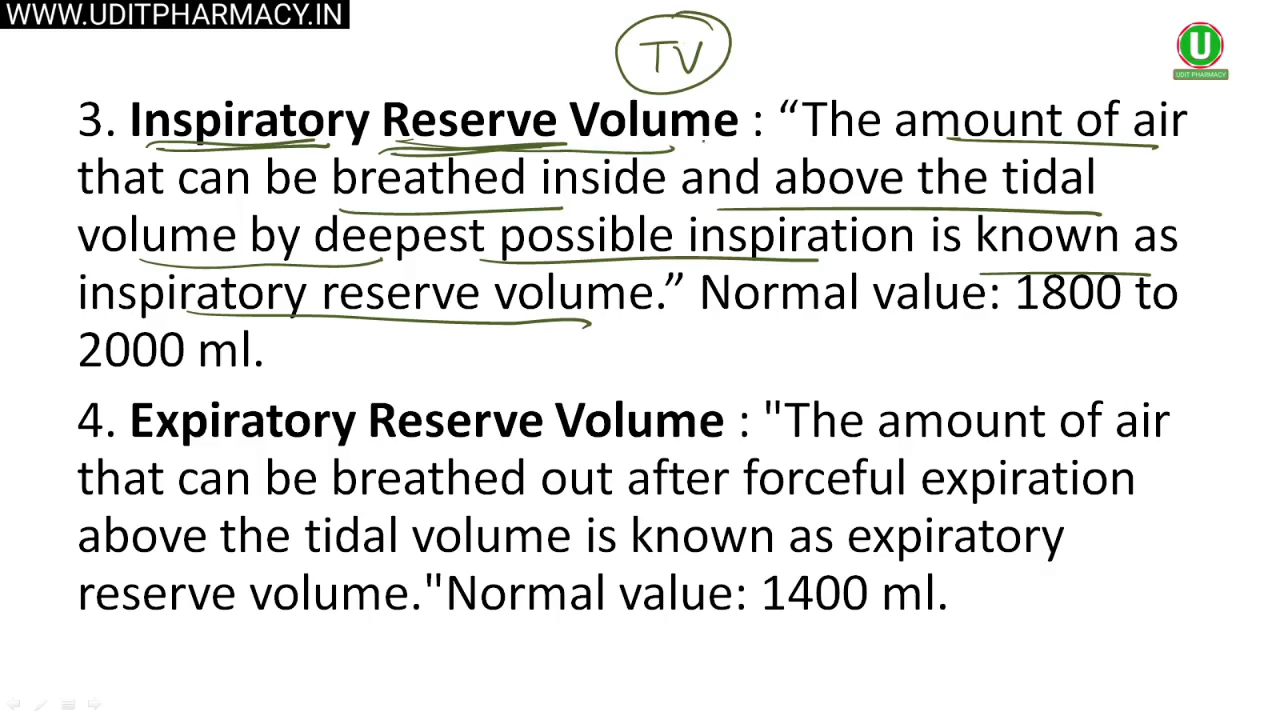 WWW.UDITPHARMACY.IN
TV
U
UDIT PHARMACY
3. Inspiratory Reserve Volume : “The amount of air
that can be breathed inside and above the tidal
volume by deepest possible inspiration is known as
inspiratory reserve volume.” Normal value: 1800 to
2000 ml.
4. Expiratory Reserve Volume : "The amount of air
that can be breathed out after forceful expiration
above the tidal volume is known as expiratory
reserve volume."Normal value: 1400 ml.